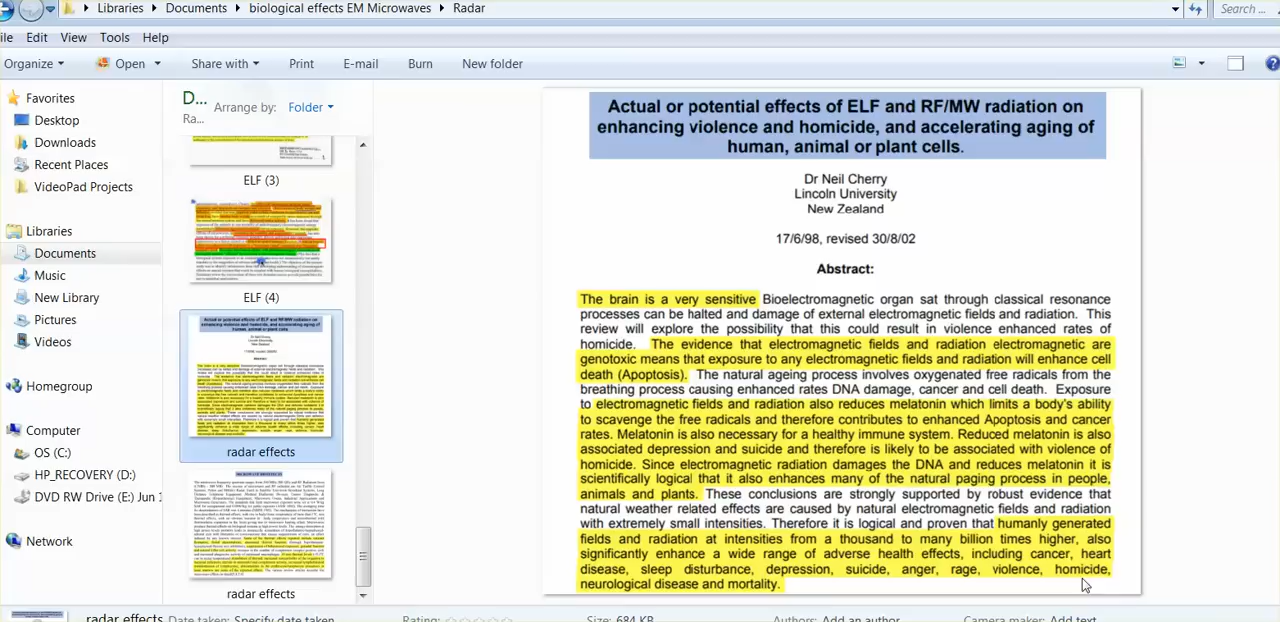 Libraries
Documents
biological effects EM Microwaves
Radar
Search ...
ile
Edit
View
Tools
Help
Organize
Open
Share with
Print
E-mail
Burn
New folder
Favorites
Desktop
Downloads
Recent Places
VideoPad Projects
Libraries
Documents
Music
New Library
Pictures
Videos
Homegroup
Computer
OS (C:)
HP_RECOVERY (D:)
DVD RW Drive (E:) Jun 1
Network
D...
Ra...
Arrange by:
Folder
ELF (3)
ELF (4)
radar effects
radar effects
Actual or potential effects of ELF and RF/MW radiation on
enhancing violence and homicide, and accelerating aging of
human, animal or plant cells.
Dr Neil Cherry
Lincoln University
New Zealand
17/6/98, revised 30/8/02
Abstract:
The brain is a very sensitive Bioelectromagnetic organ sat through classical resonance
processes can be halted and damage of external electromagnetic fields and radiation. This
review will explore the possibility that this could result in violence enhanced rates of
homicide. The evidence that electromagnetic fields and radiation electromagnetic are
genotoxic means that exposure to any electromagnetic fields and radiation will enhance cell
death (Apoptosis). The natural ageing process involves oxygenated free radicals from the
breathing process causing enhanced rates DNA damage, cancer and cell death. Exposure
to electromagnetic fields and radiation also reduces melatonin which limits a body's ability
to scavenge the free radicals and therefore contributes to enhanced Apoptosis and cancer
rates. Melatonin is also necessary for a healthy immune system. Reduced melatonin is also
associated depression and suicide and therefore is likely to be associated with violence of
homicide. Since electromagnetic radiation damages the DNA and reduces melatonin it is
scientifically logical that it also enhances many of the natural paging process in people,
animals and plants. These conclusions are strongly supported by robust evidence that
natural weather related effects are caused by natural electromagnetic fields and radiation
with extremely small intensities. Therefore it is logical and proven that humanly generated
fields and radiation at intensities from a thousand to many billion times higher, also
significantly enhance a wide range of adverse health effects, including cancer, heart
disease, sleep disturbance, depression, suicide, anger, rage, violence, homicide,
neurological disease and mortality.
radar effects
Date taken: Specify date taken
Rating:
Size: 684 KB
Authors: Add an author
Camera maker: Add text